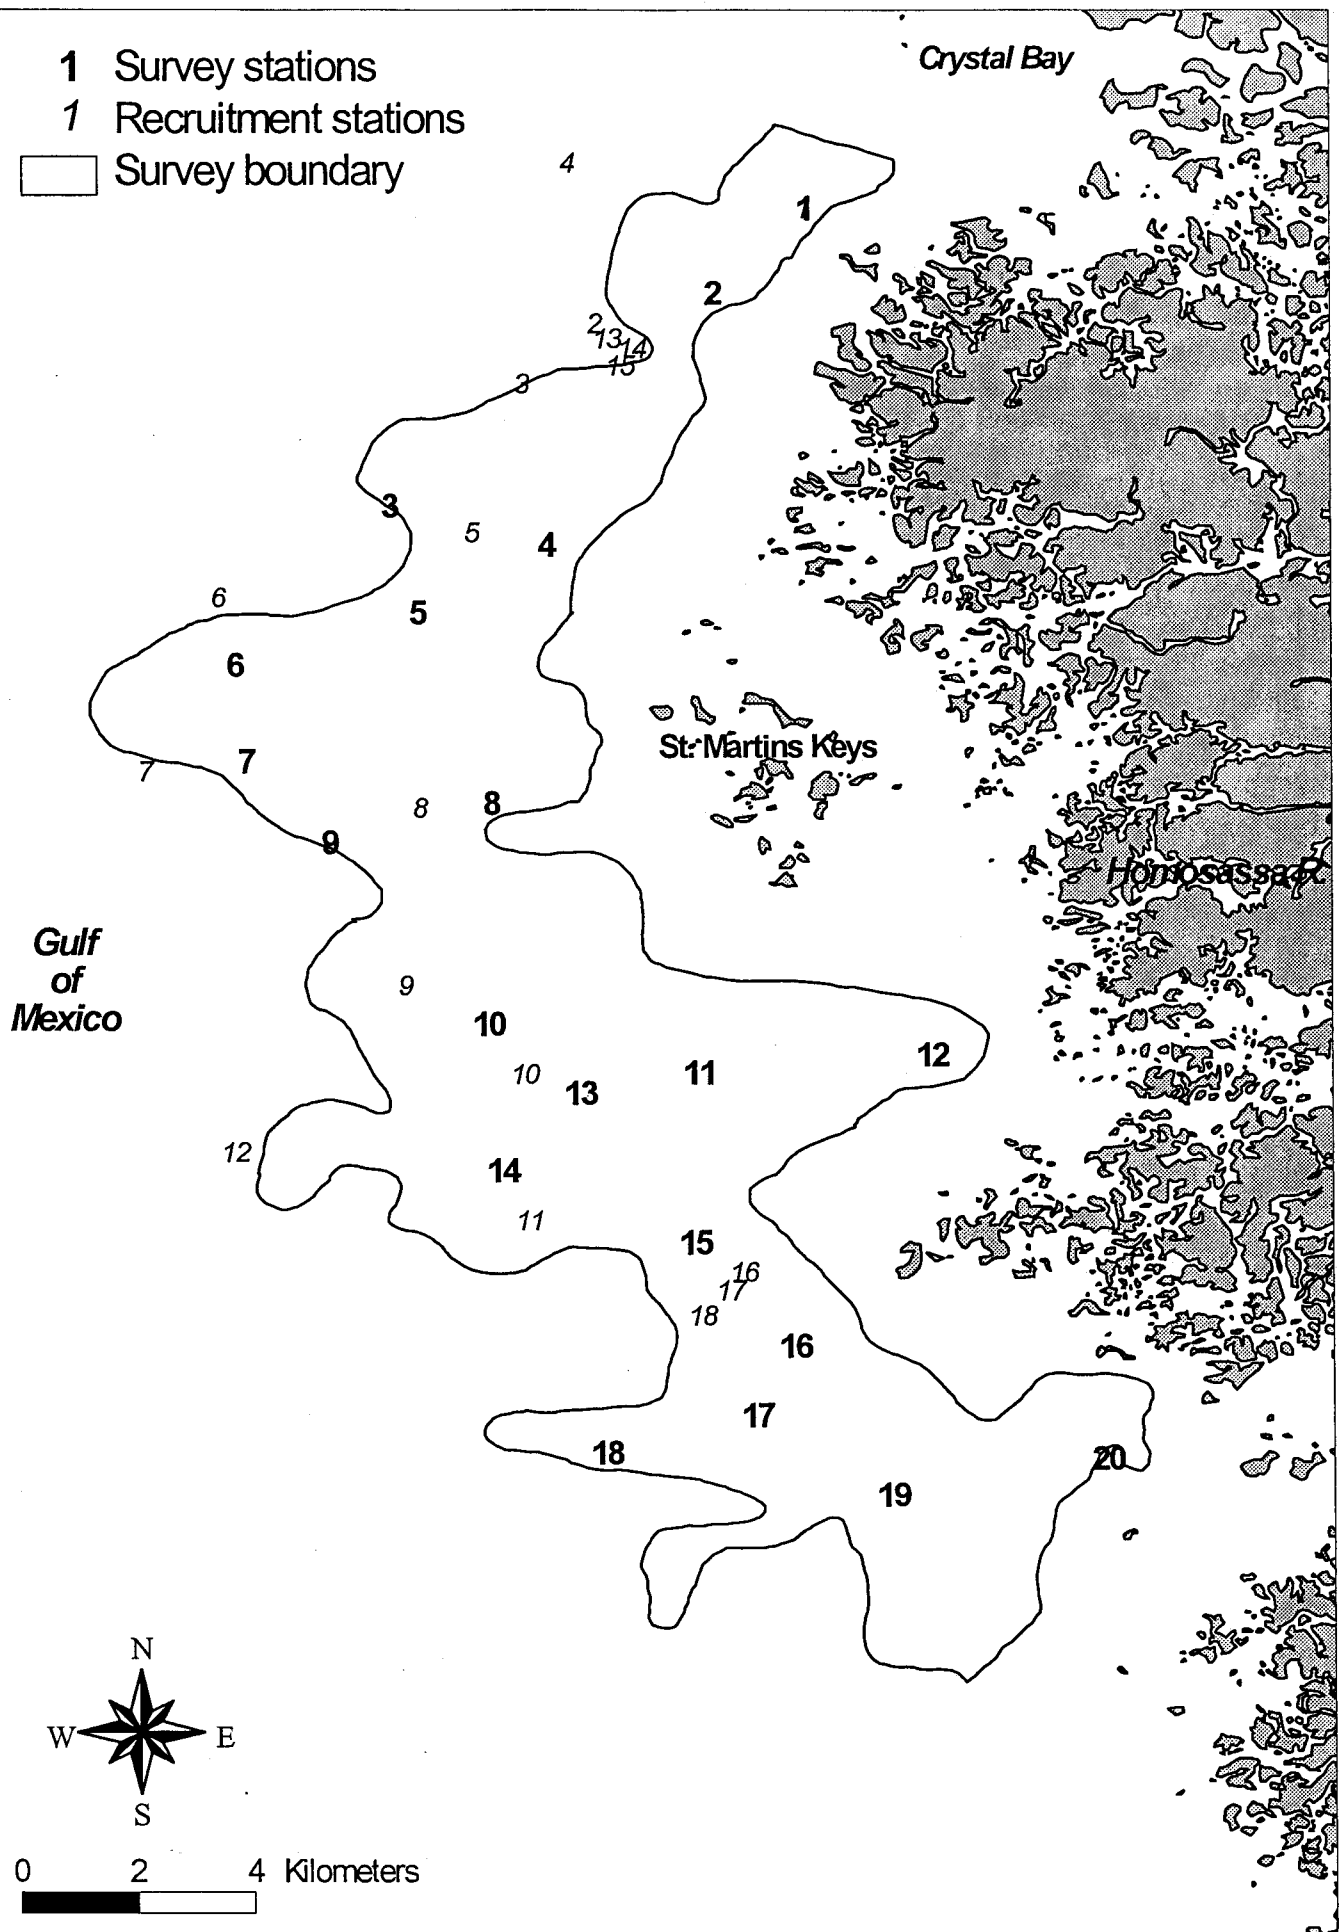 Crystal Bay
1 Survey stations
1 Recruitment stations
Survey boundary
4
1
2
2
13
14
15
3
3
5
4
6
5
6
7
7
8
8
9
St. Martins Keys
Homosassa R
Gulf
of
Mexico
9
10
12
11
10
13
12
14
11
15
16
17
18
16
17
18
20
19
N
W E
S
0 2 4 Kilometers